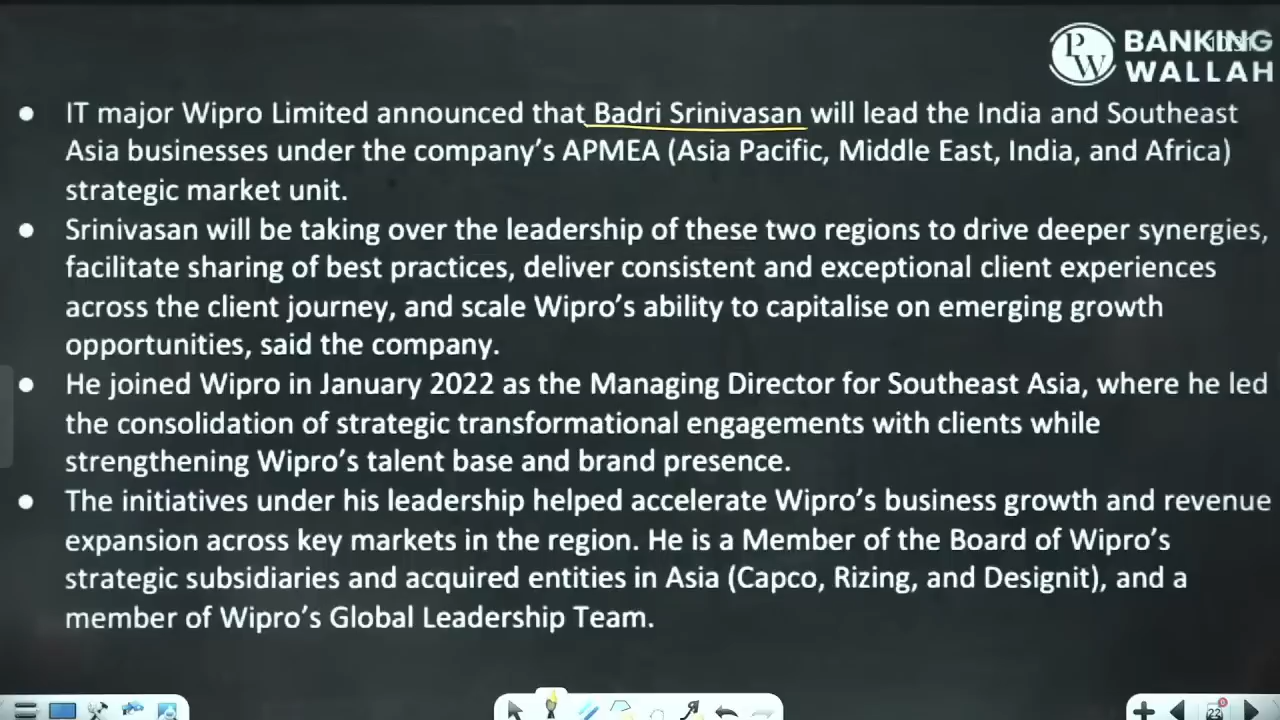 PW BANKING
WALLAH
• IT major Wipro Limited announced that Badri Srinivasan will lead the India and Southeast
Asia businesses under the company’s APMEA (Asia Pacific, Middle East, India, and Africa)
strategic market unit.
• Srinivasan will be taking over the leadership of these two regions to drive deeper synergies,
facilitate sharing of best practices, deliver consistent and exceptional client experiences
across the client journey, and scale Wipro’s ability to capitalise on emerging growth
opportunities, said the company.
• He joined Wipro in January 2022 as the Managing Director for Southeast Asia, where he led
the consolidation of strategic transformational engagements with clients while
strengthening Wipro’s talent base and brand presence.
• The initiatives under his leadership helped accelerate Wipro’s business growth and revenue
expansion across key markets in the region. He is a Member of the Board of Wipro’s
strategic subsidiaries and acquired entities in Asia (Capco, Rizing, and Designit), and a
member of Wipro’s Global Leadership Team.
22